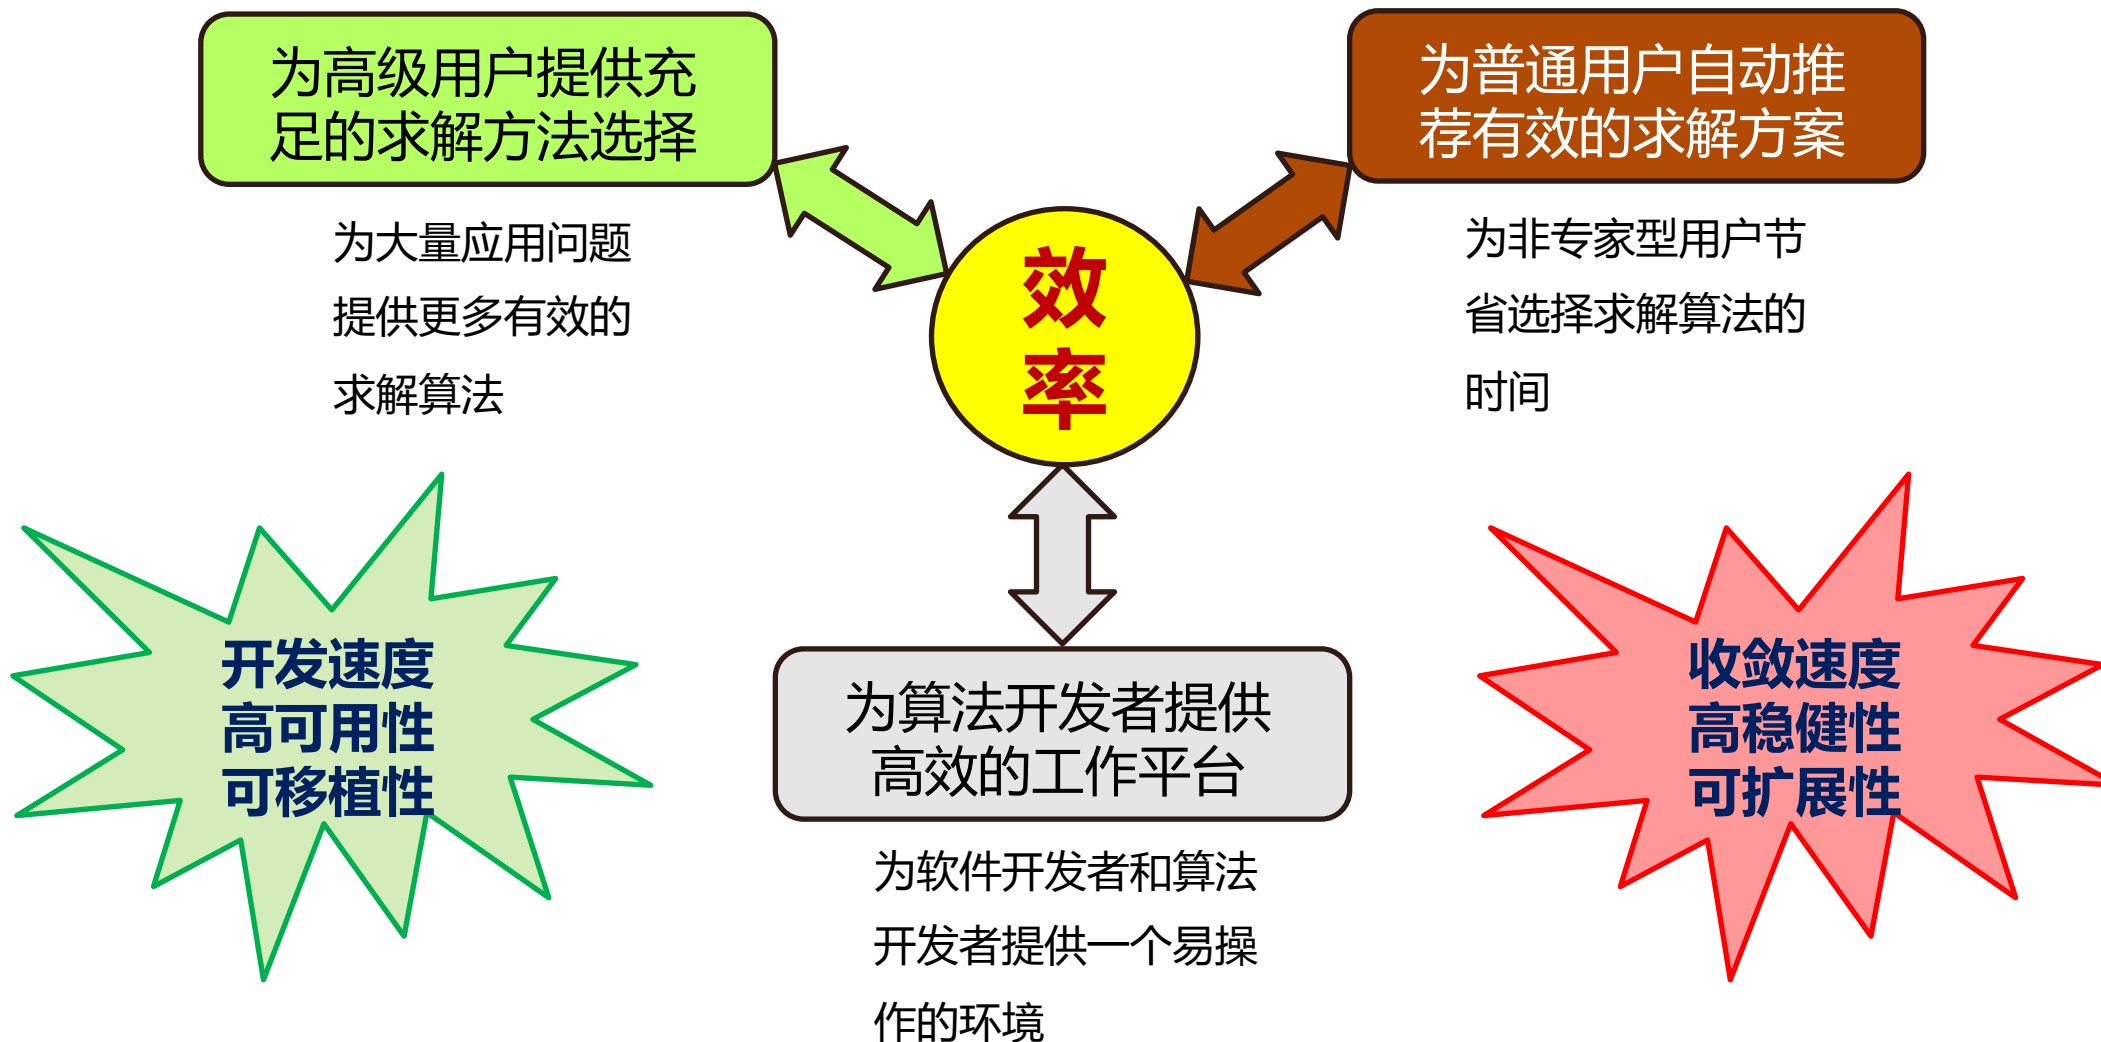 为高级用户提供充
足的求解方法选择
为普通用户自动推
荐有效的求解方案
为大量应用问题
提供更多有效的
求解算法
效
率
为非专家型用户节
省选择求解算法的
时间
开发速度
高可用性
可移植性
为算法开发者提供
高效的工作平台
收敛速度
高稳健性
可扩展性
为软件开发者和算法
开发者提供一个易操
作的环境